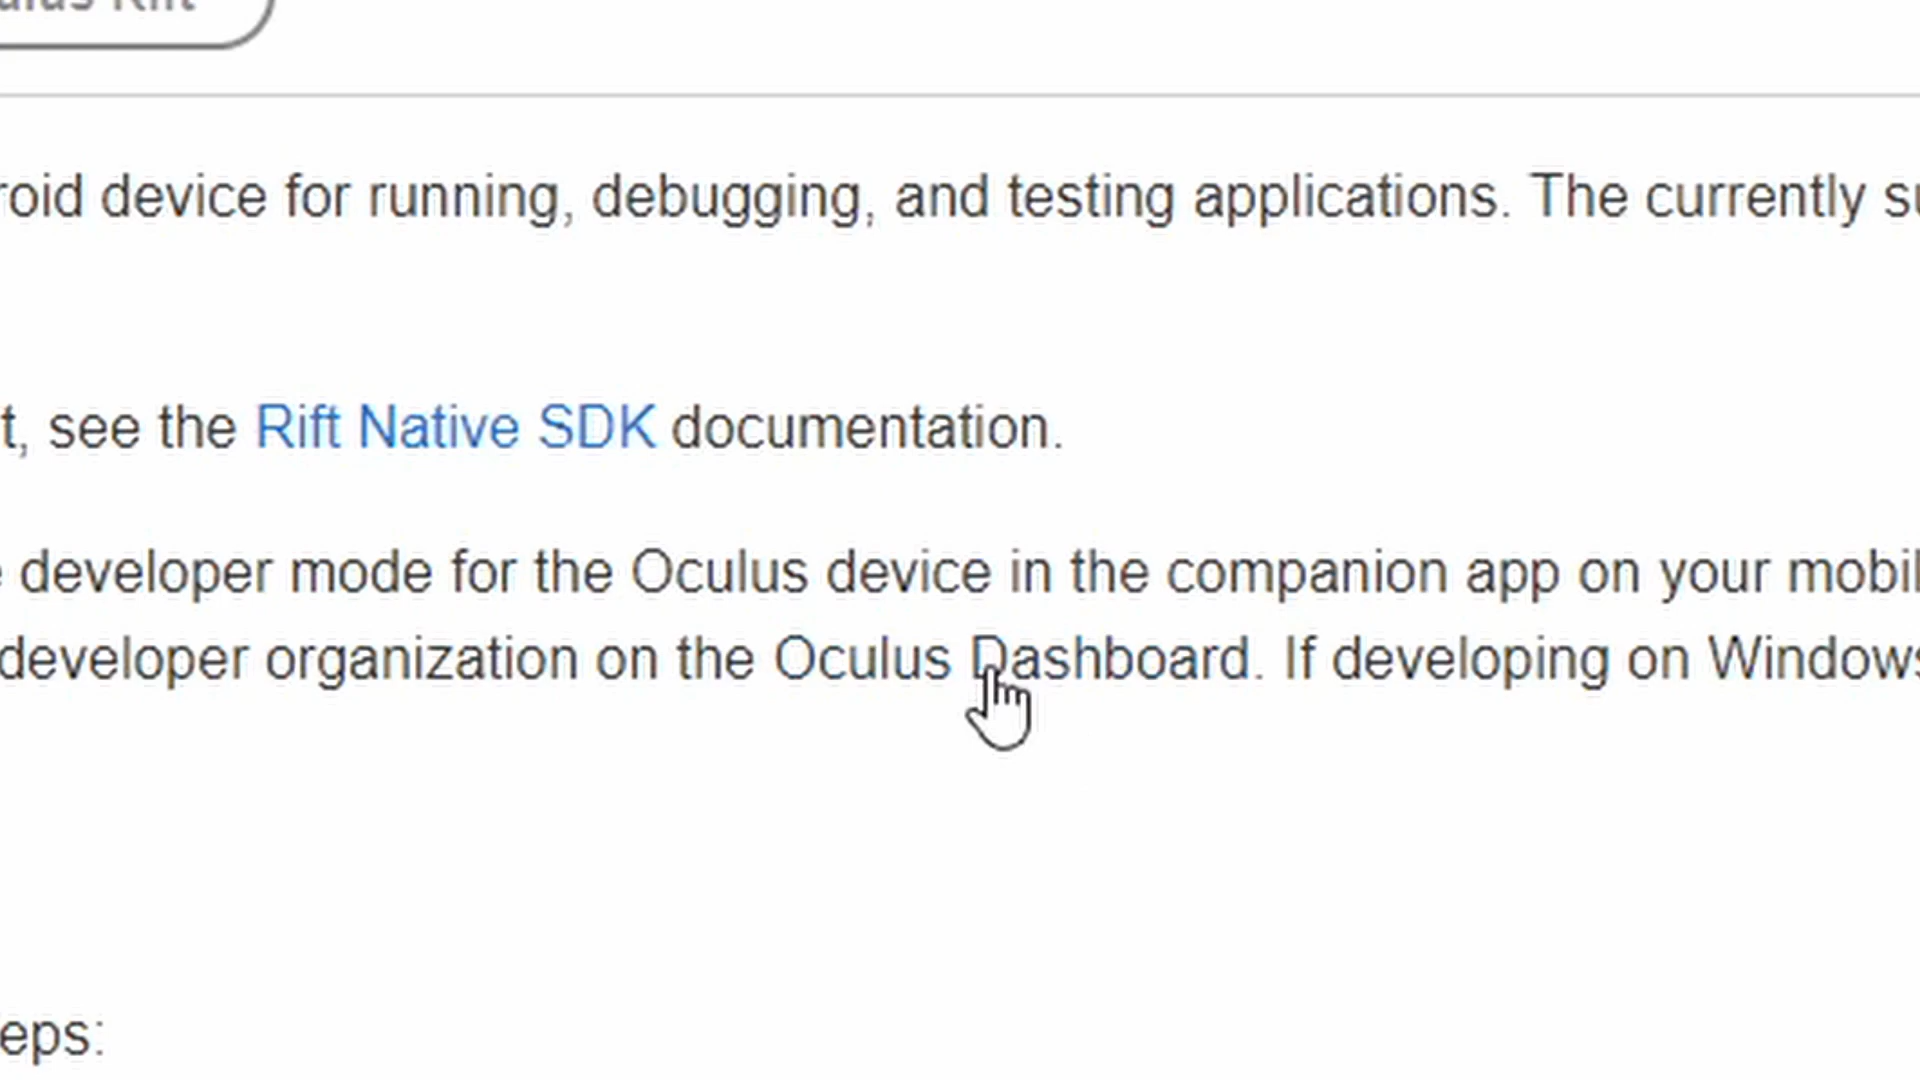 Rift
roid device for running, debugging, and testing applications. The currently su
t, see the Rift Native SDK documentation.
e developer mode for the Oculus device in the companion app on your mobil
developer organization on the Oculus Dashboard. If developing on Windows
eps: